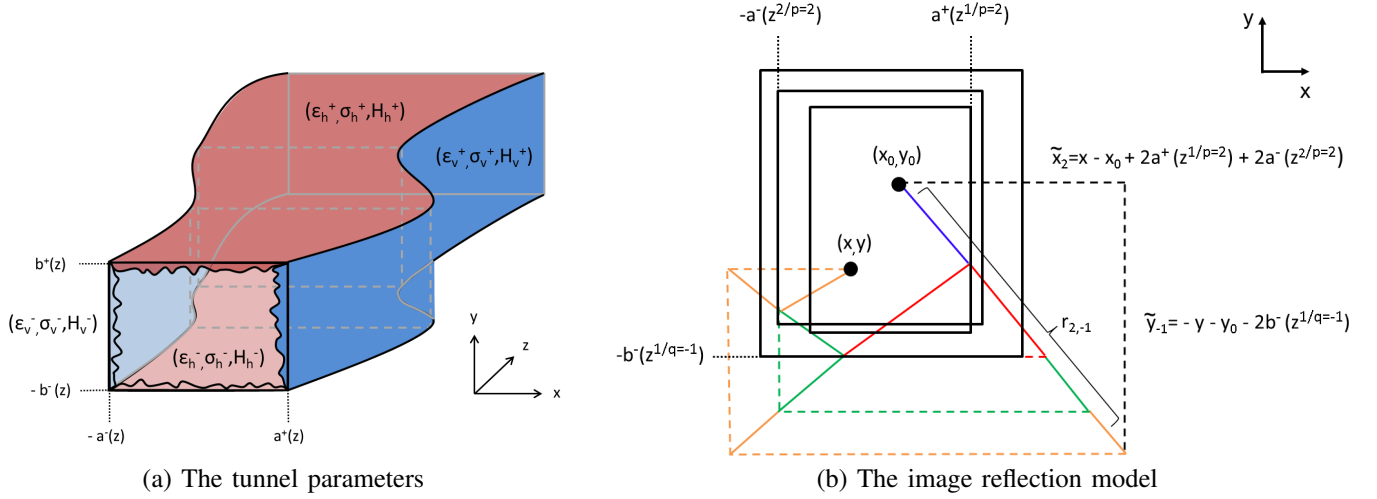 (ε_h^+,σ_h^+,H_h^+)
(ε_v^+,σ_v^+,H_v^+)
b^+(z)
(ε_v^-,σ_v^-,H_v^-)
(ε_h^-,σ_h^-,H_h^-)
- b^-(z)
- a^-(z)
a^+(z)
y
z
x
(a) The tunnel parameters
-a^-(z^{2/p=2})
a^+(z^{1/p=2})
y
x
(x_0,y_0)
x̃_2=x - x_0 + 2a^+(z^{1/p=2}) + 2a^-(z^{2/p=2})
(x,y)
r_{2,-1}
ỹ_{-1}= - y - y_0 - 2b^-(z^{1/q=-1})
-b^-(z^{1/q=-1})
(b) The image reflection model